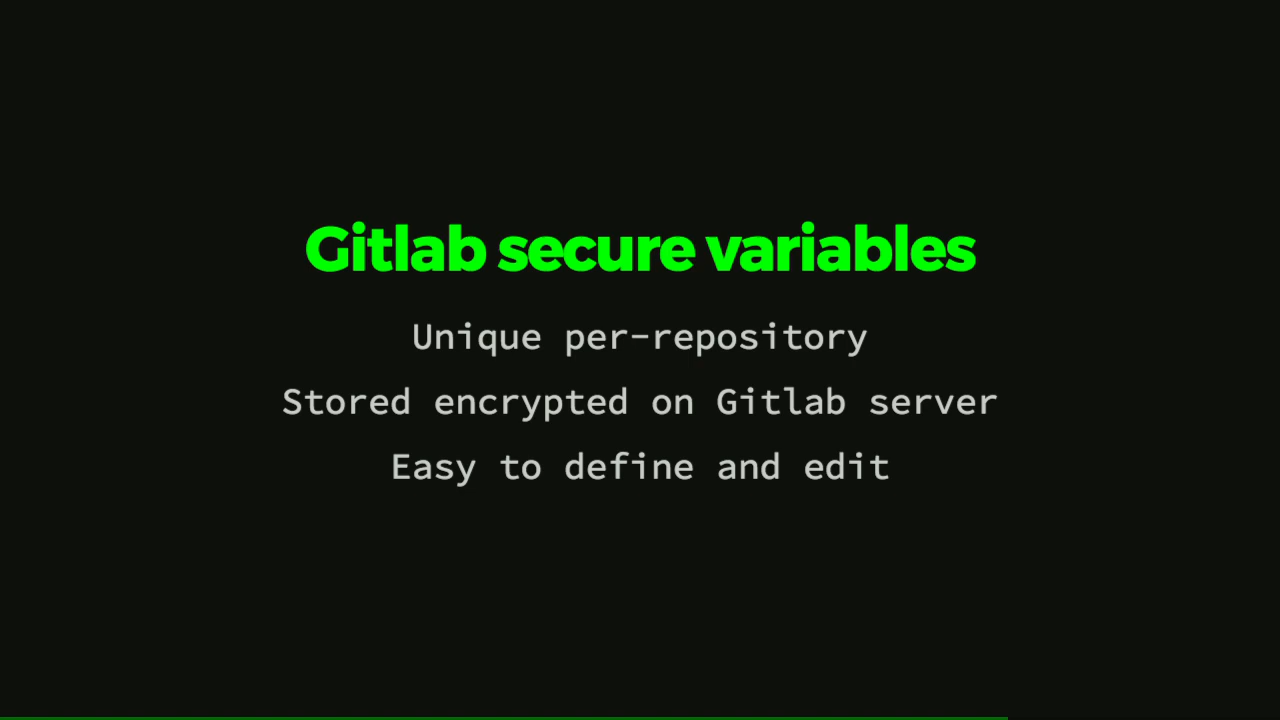 Gitlab secure variables
Unique per-repository
Stored encrypted on Gitlab server
Easy to define and edit